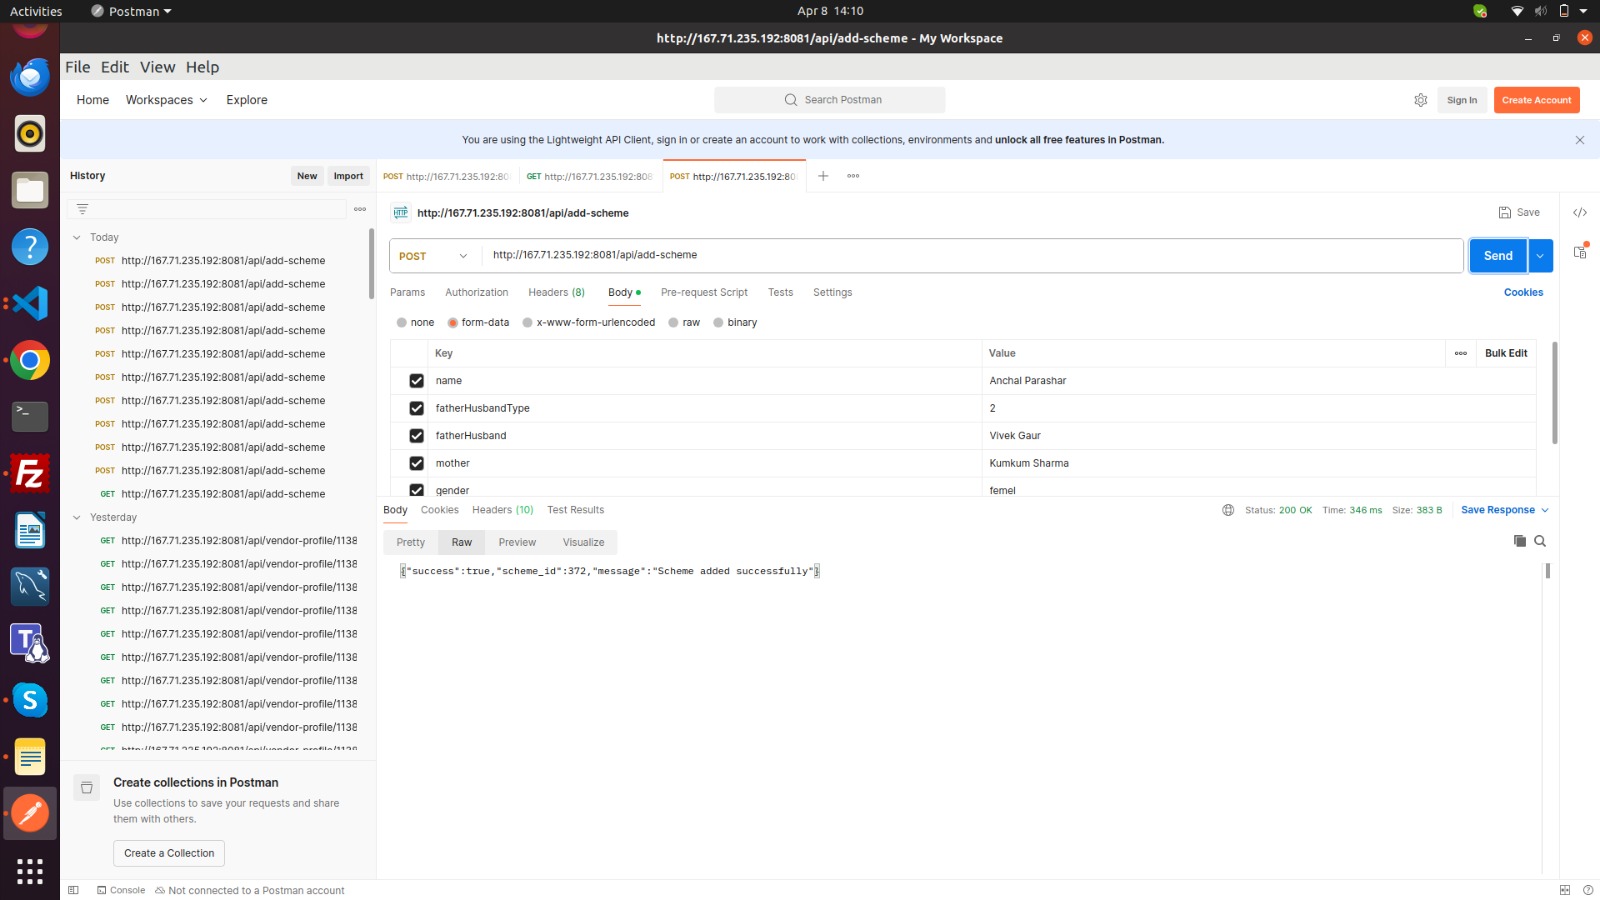 Activities
Postman
Apr 8 14:10
http://167.71.235.192:8081/api/add-scheme - My Workspace
File Edit View Help
Home Workspaces Explore
Search Postman
Sign In
Create Account
You are using the Lightweight API Client, sign in or create an account to work with collections, environments and unlock all free features in Postman.
History
New
Import
POST http://167.71.235.192:80
GET http://167.71.235.192:808
POST http://167.71.235.192:80
HTTP http://167.71.235.192:8081/api/add-scheme
Save
Today
POST http://167.71.235.192:8081/api/add-scheme
POST http://167.71.235.192:8081/api/add-scheme
POST http://167.71.235.192:8081/api/add-scheme
POST http://167.71.235.192:8081/api/add-scheme
POST http://167.71.235.192:8081/api/add-scheme
POST http://167.71.235.192:8081/api/add-scheme
POST http://167.71.235.192:8081/api/add-scheme
POST http://167.71.235.192:8081/api/add-scheme
POST http://167.71.235.192:8081/api/add-scheme
POST http://167.71.235.192:8081/api/add-scheme
GET http://167.71.235.192:8081/api/add-scheme
Yesterday
GET http://167.71.235.192:8081/api/vendor-profile/1138
GET http://167.71.235.192:8081/api/vendor-profile/1138
GET http://167.71.235.192:8081/api/vendor-profile/1138
GET http://167.71.235.192:8081/api/vendor-profile/1138
GET http://167.71.235.192:8081/api/vendor-profile/1138
GET http://167.71.235.192:8081/api/vendor-profile/1138
GET http://167.71.235.192:8081/api/vendor-profile/1138
GET http://167.71.235.192:8081/api/vendor-profile/1138
GET http://167.71.235.192:8081/api/vendor-profile/1138
Create collections in Postman
Use collections to save your requests and share
them with others.
Create a Collection
POST http://167.71.235.192:8081/api/add-scheme
Send
Params Authorization Headers (8) Body Pre-request Script Tests Settings
Cookies
none form-data x-www-form-urlencoded raw binary
Key Value Bulk Edit
name Anchal Parashar
fatherHusbandType 2
fatherHusband Vivek Gaur
mother Kumkum Sharma
gender femel
Body Cookies Headers (10) Test Results
Status: 200 OK Time: 346 ms Size: 383 B Save Response
Pretty Raw Preview Visualize
{"success":true,"scheme_id":372,"message":"Scheme added successfully"}
Console Not connected to a Postman account